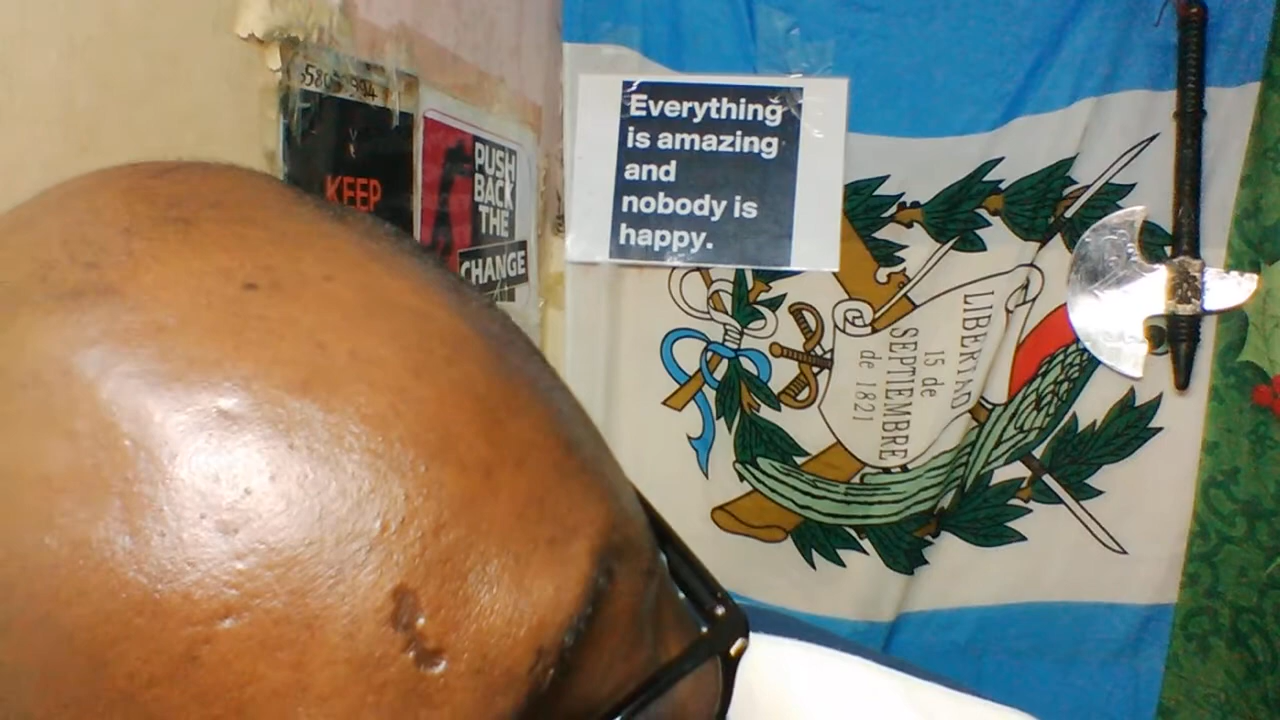 KEEP
PUSH
BACK
THE
CHANGE
Everything
is amazing
and
nobody is
happy.
LIBERTAD
15 de
SEPTIEMBRE
de 1821